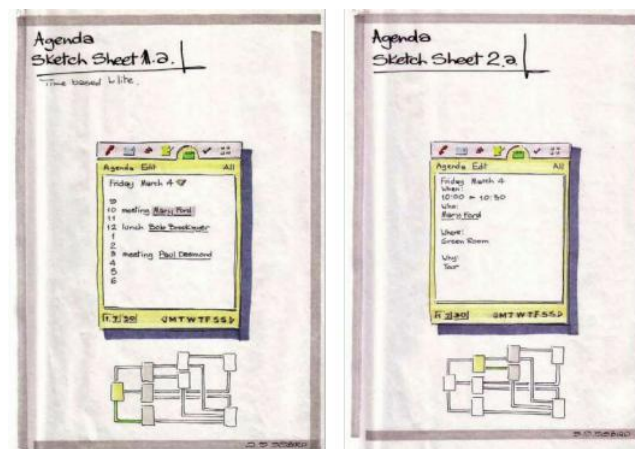 Agenda
Sketch Sheet 1.a.
Time based
Agenda Edit All
Friday March 4
9
10 meeting Mary Ford
11
12 lunch Bob Brookmeyer
1
2
3 meeting Paul Desmond
4
5
6
MTWTFSS
Agenda
Sketch Sheet 2.a
Agenda Edit All
Friday March 4
When:
10:00 - 10:30
Who:
Mary Ford
Where:
Green Room
Why:
Tour
MTWTFSS